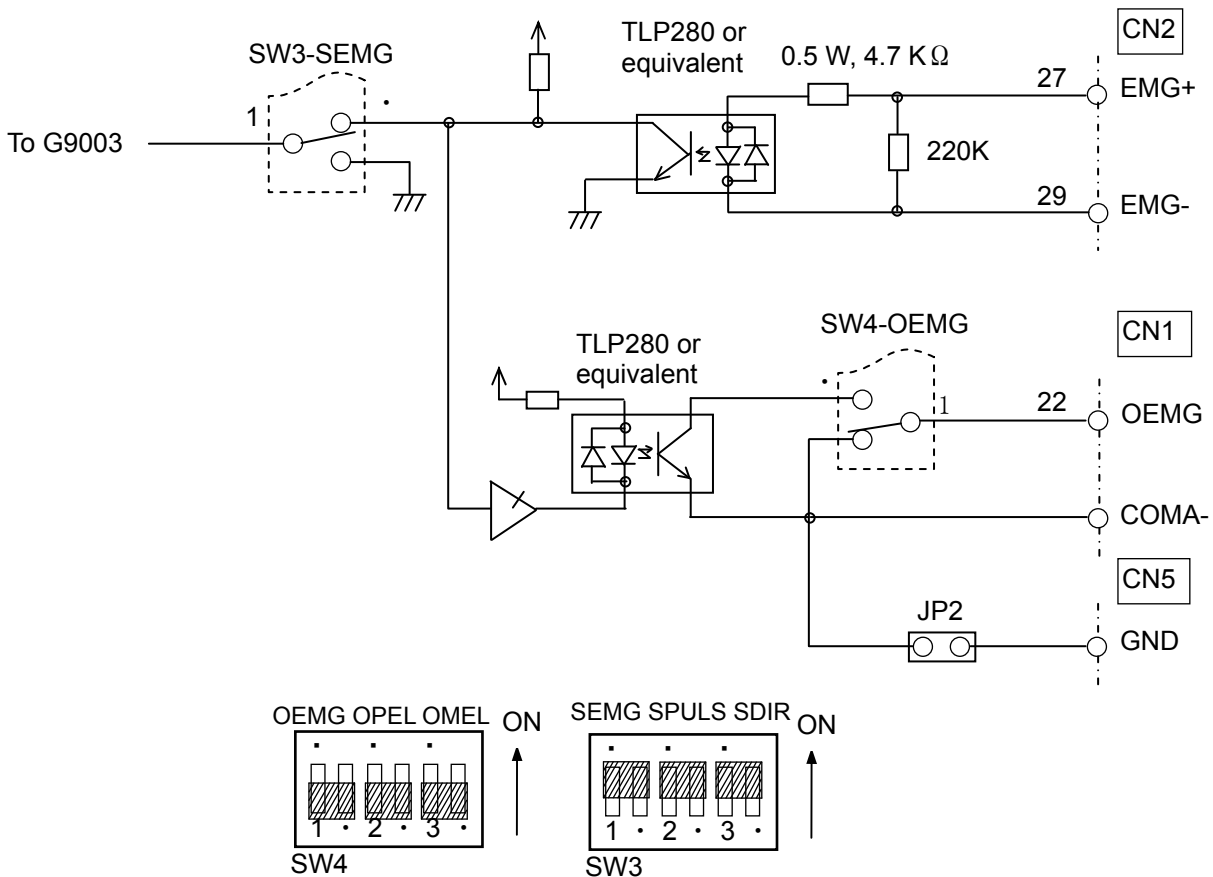 CN2
SW3-SEMG
TLP280 or
equivalent
0.5 W, 4.7 KΩ
1
27
EMG+
To G9003
220K
29
EMG-
CN1
SW4-OEMG
TLP280 or
equivalent
1
22
OEMG
COMA-
CN5
JP2
GND
OEMG OPEL OMEL
ON
1 · 2 · 3 ·
SW4
SEMG SPULS SDIR
ON
1 · 2 · 3 ·
SW3